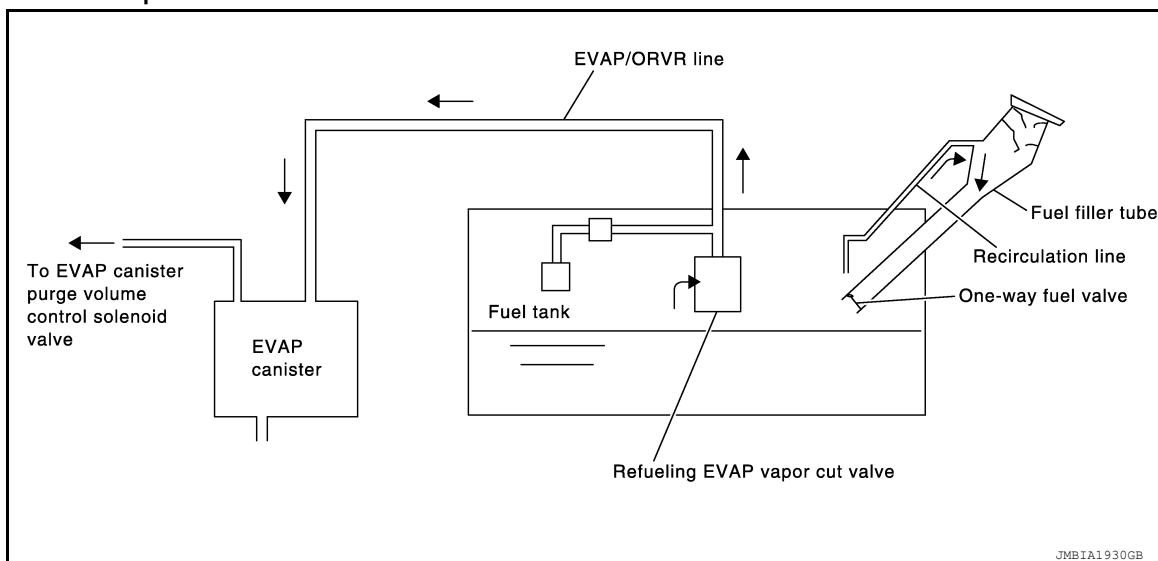 EVAP/ORVR line
Fuel filler tube
Recirculation line
One-way fuel valve
To EVAP canister
purge volume
control solenoid
valve
Fuel tank
EVAP
canister
Refueling EVAP vapor cut valve
JMBIA1930GB